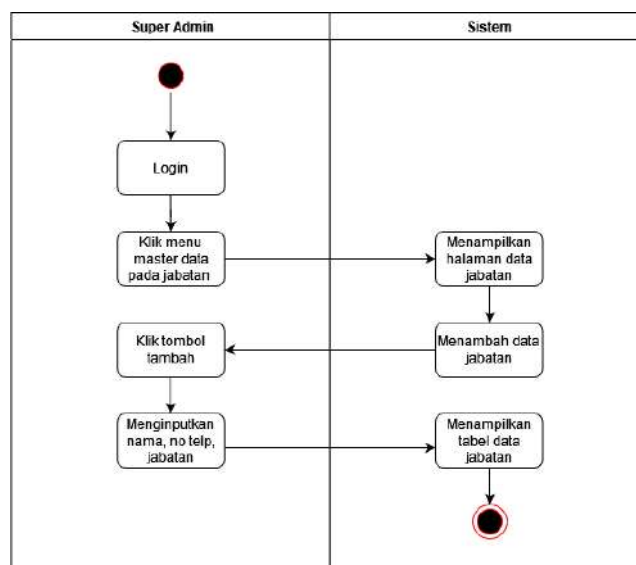 Super Admin
Sistem
Login
Klik menu
master data
pada jabatan
Menampilkan
halaman data
jabatan
Klik tombol
tambah
Menambah data
jabatan
Menginputkan
nama, no telp,
jabatan
Menampilkan
tabel data
jabatan